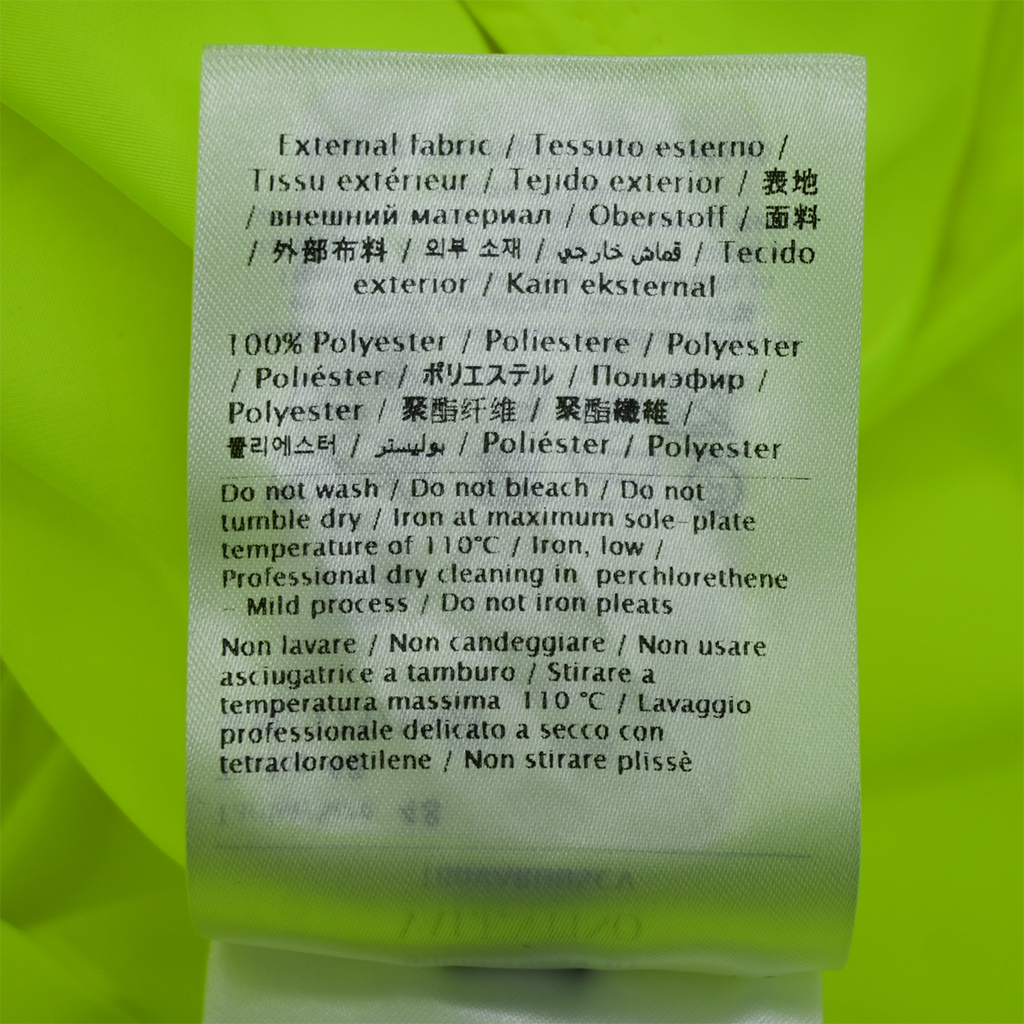 External fabric / Tessuto esterno /
Tissu extérieur / Tejido exterior / 表地
/ внешний материал / Oberstoff / 面料
/ 外部布料 / 외부 소재 / قماش خارجي / Tecido
exterior / Kain eksternal
100% Polyester / Poliestere / Polyester
/ Poliéster / ポリエステル / Полиэфир /
Polyester / 聚酯纤维 / 聚酯纖維 /
폴리에스터 / بوليستر / Poliéster / Polyester
Do not wash / Do not bleach / Do not
tumble dry / Iron at maximum sole-plate
temperature of 110°C / Iron, low /
Professional dry cleaning in perchlorethene
- Mild process / Do not iron pleats
Non lavare / Non candeggiare / Non usare
asciugatrice a tamburo / Stirare a
temperatura massima 110 °C / Lavaggio
professionale delicato a secco con
tetracloroetilene / Non stirare plissè